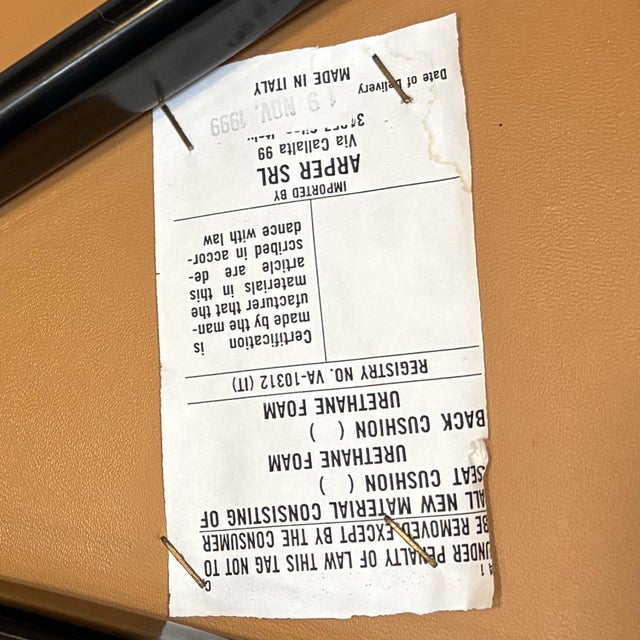 UNDER PENALTY OF LAW THIS TAG NOT TO
BE REMOVED EXCEPT BY THE CONSUMER
ALL NEW MATERIAL CONSISTING OF
SEAT CUSHION ( )
URETHANE FOAM
BACK CUSHION ( )
URETHANE FOAM
REGISTRY NO. VA-10312 (IT)
Certification is
made by the man-
ufacturer that the
materials in this
article are de-
scribed in accor-
dance with law
IMPORTED BY
ARPER SRL
Via Callalta 99
Date of Delivery
19 NOV. 1999
MADE IN ITALY